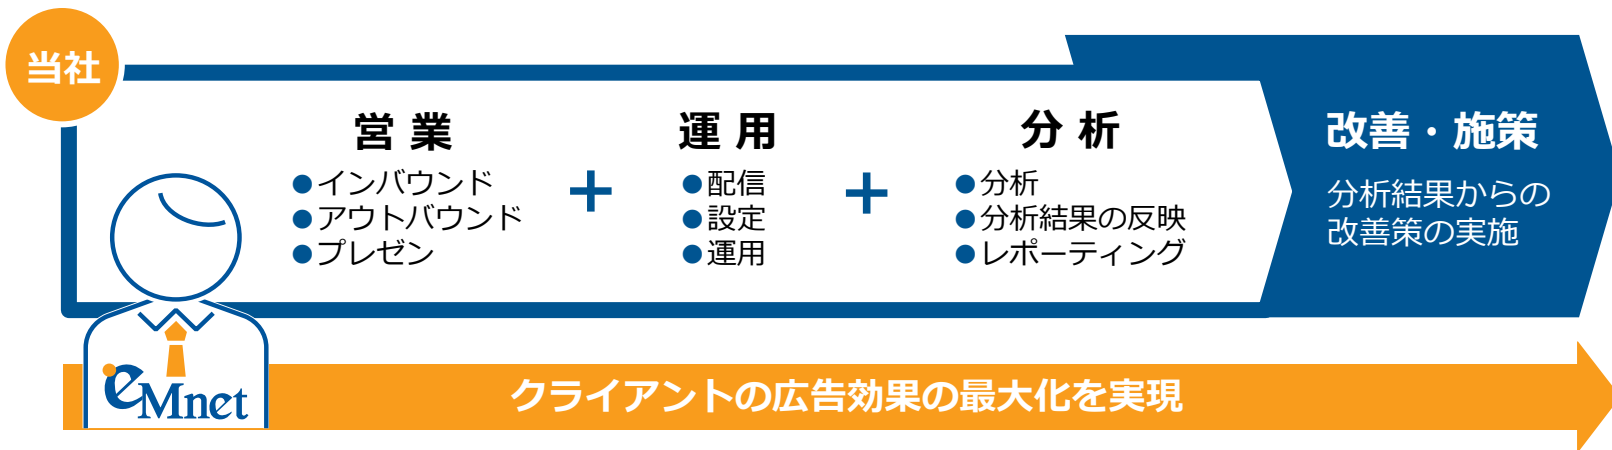 当社
営業
●インバウンド
●アウトバウンド
●プレゼン
+
運用
●配信
●設定
●運用
+
分析
●分析
●分析結果の反映
●レポーティング
改善・施策
分析結果からの
改善策の実施
eMnet
クライアントの広告効果の最大化を実現